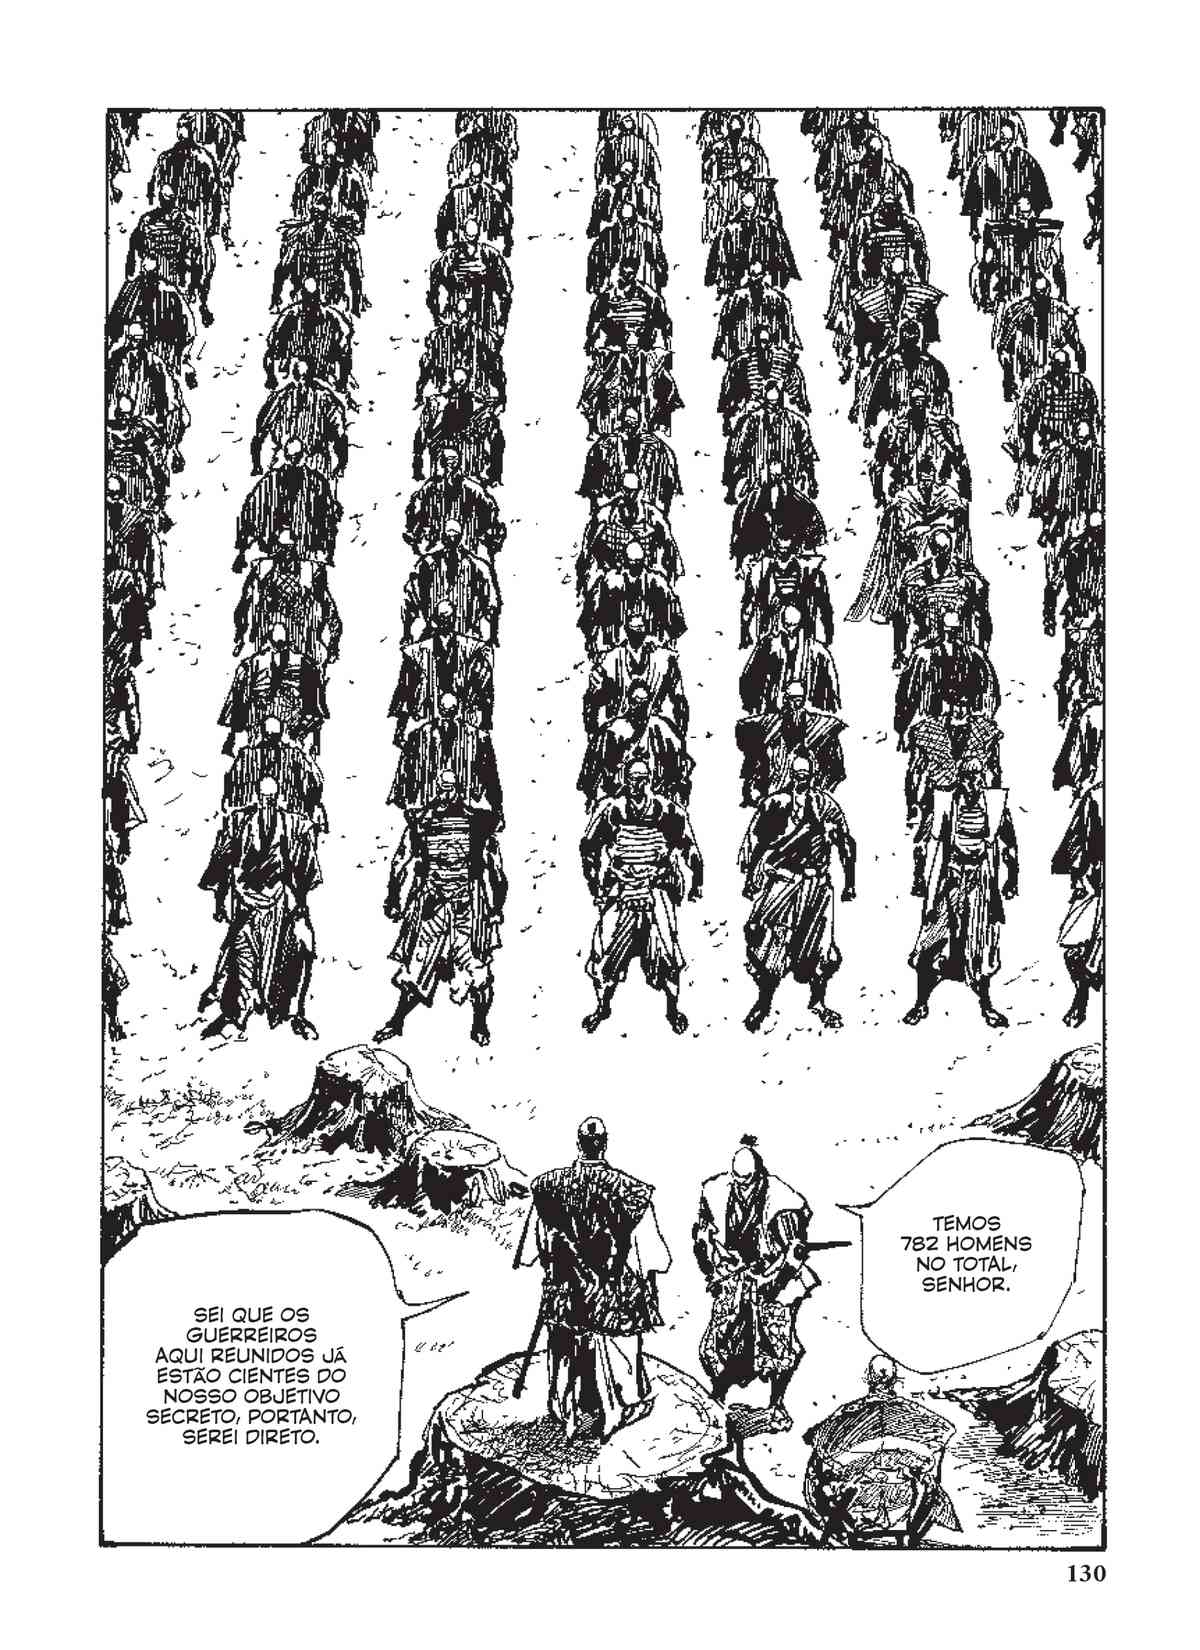 TEMOS
782 HOMENS
NO TOTAL,
SENHOR.
SEI QUE OS
GUERREIROS
AQUI REUNIDOS JÁ
ESTÃO CIENTES DO
NOSSO OBJETIVO
SECRETO, PORTANTO,
SEREI DIRETO.
130